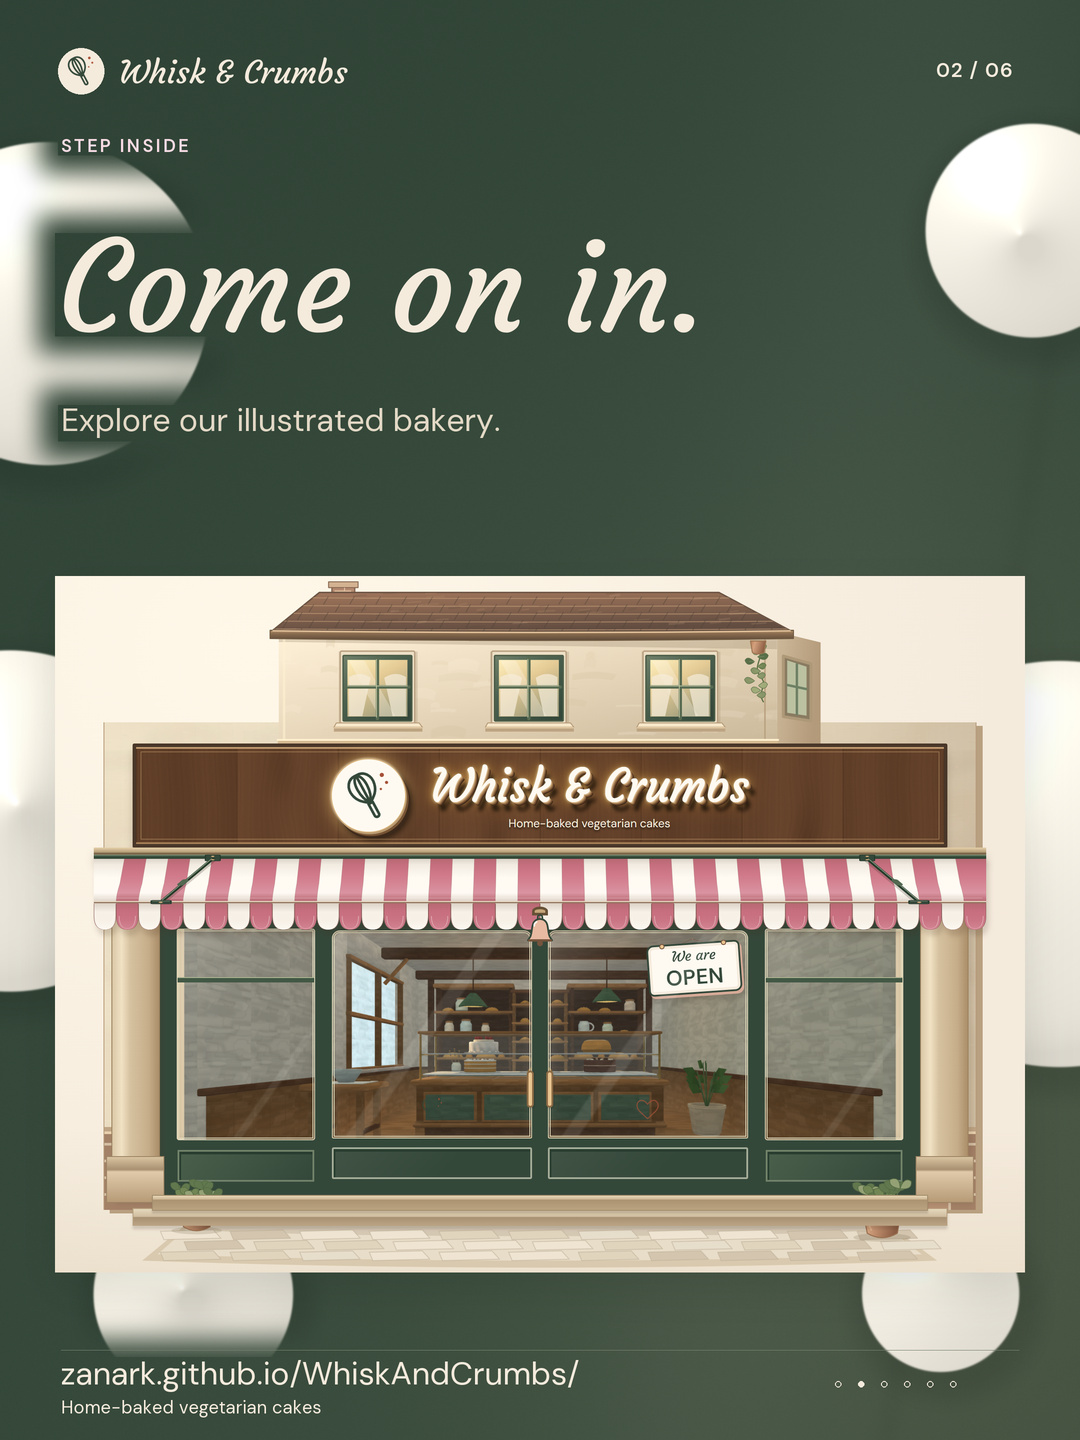 Whisk & Crumbs
02 / 06
STEP INSIDE
Come on in.
Explore our illustrated bakery.
Whisk & Crumbs
Home-baked vegetarian cakes
We are
OPEN
zanark.github.io/WhiskAndCrumbs/
Home-baked vegetarian cakes